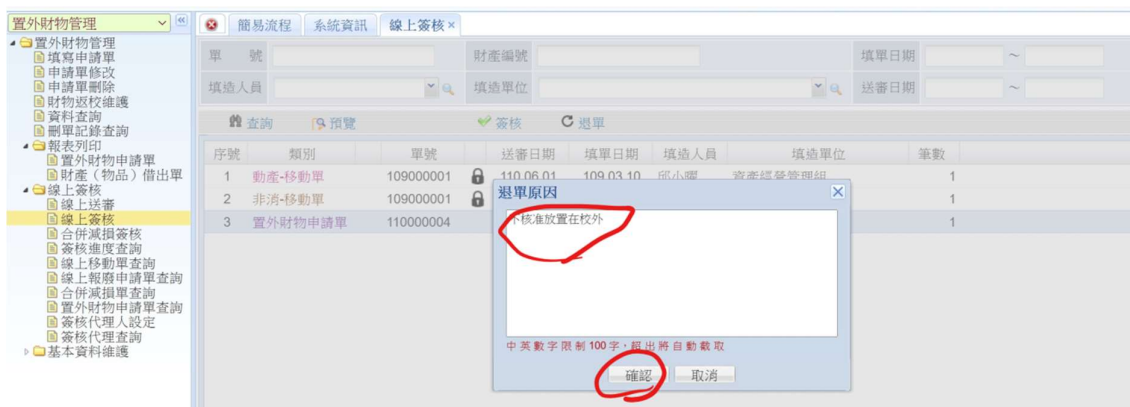 置外財物管理
簡易流程
系統資訊
線上簽核
置外財物管理
填寫申請單
申請單修改
申請單刪除
財物返校維護
資料查詢
刪單記錄查詢
報表列印
置外財物申請單
財產（物品）借出單
線上簽核
線上送審
線上簽核
合併減損簽核
簽核進度查詢
線上移動單查詢
線上報廢申請單查詢
合併減損單查詢
置外財物申請單查詢
簽核代理人設定
簽核代理查詢
基本資料維護
單 號
財產編號
填單日期 ~
填造人員
填造單位
送審日期 ~
查詢 預覽 簽核 退單
序號 類別 單號 送審日期 填單日期 填造人員 填造單位 筆數
1 動產-移動單 109000001 110.06.01 109.03.10 邱小曜 資產經營管理組 1
2 非消-移動單 109000001 1
3 置外財物申請單 110000004 1
退單原因
不核准放置在校外
中英數字限制100字，超出將自動截取
確認 取消